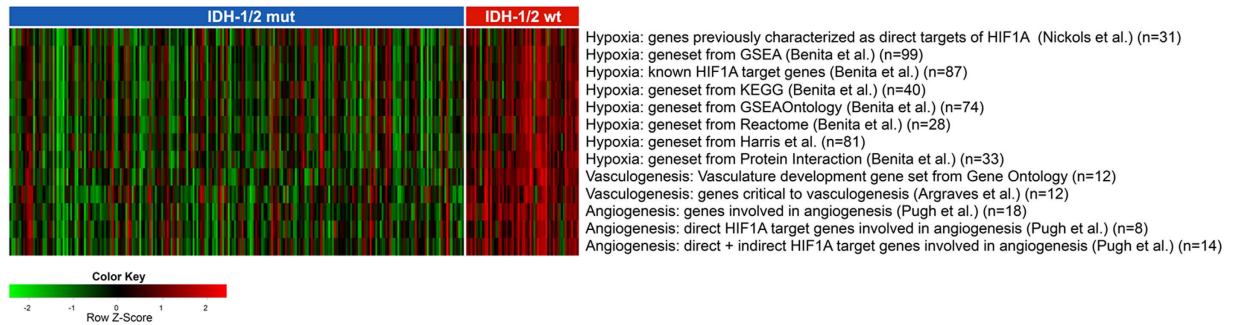 IDH-1/2 mut
IDH-1/2 wt
Hypoxia: genes previously characterized as direct targets of HIF1A (Nickols et al.) (n=31)
Hypoxia: geneset from GSEA (Benita et al.) (n=99)
Hypoxia: known HIF1A target genes (Benita et al.) (n=87)
Hypoxia: geneset from KEGG (Benita et al.) (n=40)
Hypoxia: geneset from GSEAOntology (Benita et al.) (n=74)
Hypoxia: geneset from Reactome (Benita et al.) (n=28)
Hypoxia: geneset from Harris et al. (n=81)
Hypoxia: geneset from Protein Interaction (Benita et al.) (n=33)
Vasculogenesis: Vasculature development gene set from Gene Ontology (n=12)
Vasculogenesis: genes critical to vasculogenesis (Argraves et al.) (n=12)
Angiogenesis: genes involved in angiogenesis (Pugh et al.) (n=18)
Angiogenesis: direct HIF1A target genes involved in angiogenesis (Pugh et al.) (n=8)
Angiogenesis: direct + indirect HIF1A target genes involved in angiogenesis (Pugh et al.) (n=14)
Color Key
-2 -1 0 1 2
Row Z-Score